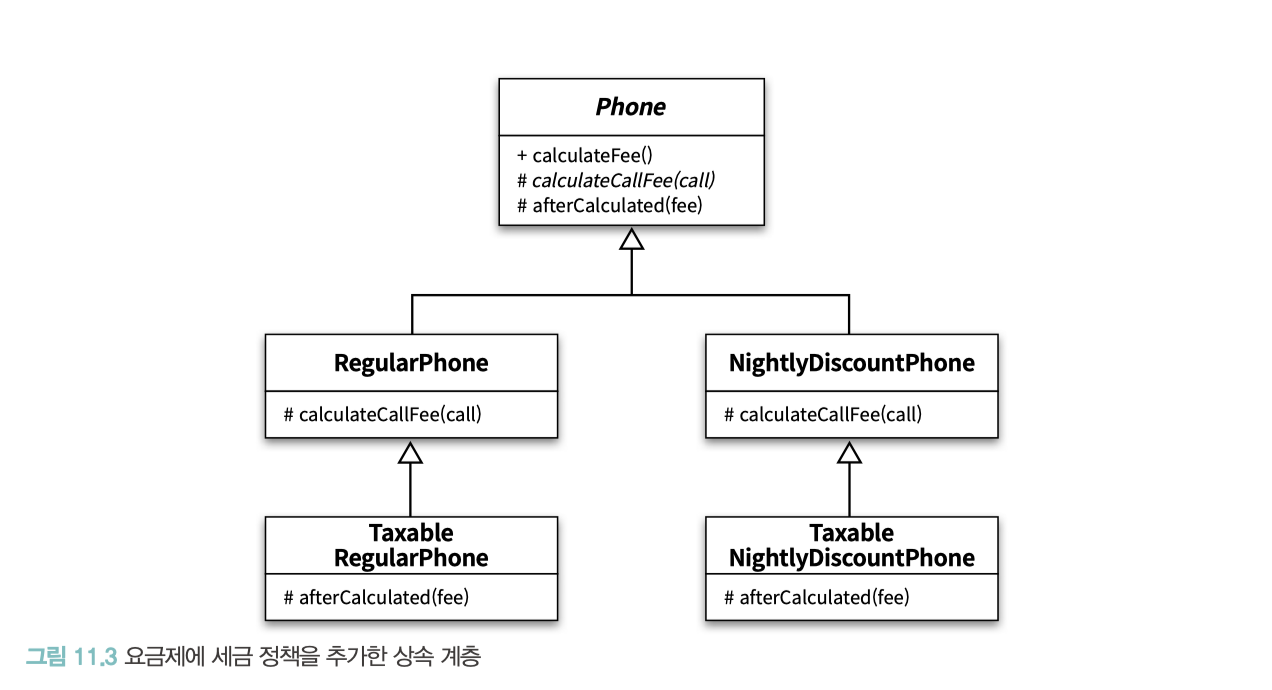 Phone
+ calculateFee()
# calculateCallFee(call)
# afterCalculated(fee)
RegularPhone
# calculateCallFee(call)
NightlyDiscountPhone
# calculateCallFee(call)
Taxable
RegularPhone
# afterCalculated(fee)
Taxable
NightlyDiscountPhone
# afterCalculated(fee)
그림 11.3 요금제에 세금 정책을 추가한 상속 계층